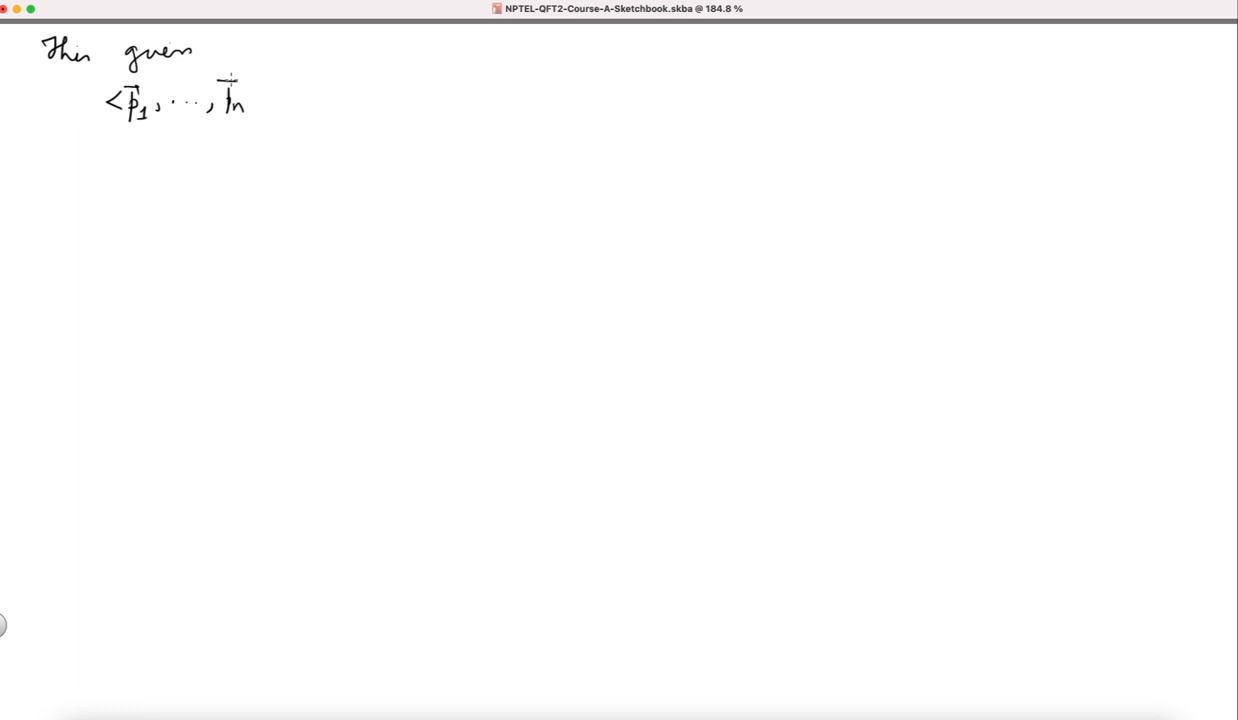 NPTEL-QFT2-Course-A-Sketchbook.skba @ 184.8 %
This gives
<p⃗₁, ..., p⃗ₙ